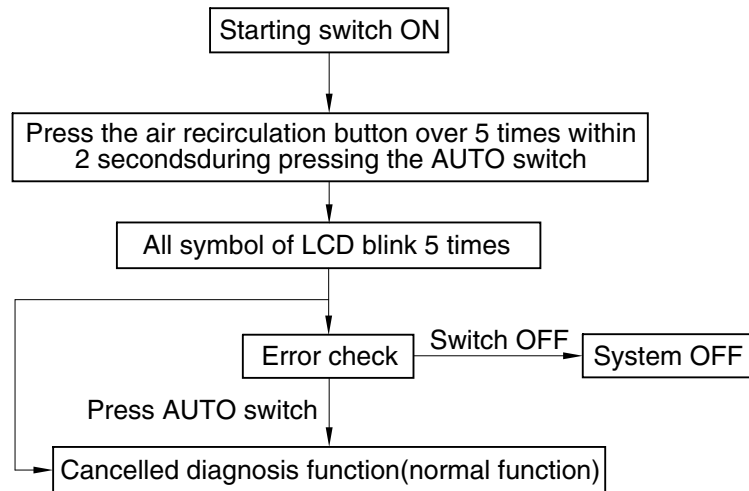 Starting switch ON
Press the air recirculation button over 5 times within
2 secondsduring pressing the AUTO switch
All symbol of LCD blink 5 times
Error check
Switch OFF
System OFF
Press AUTO switch
Cancelled diagnosis function(normal function)